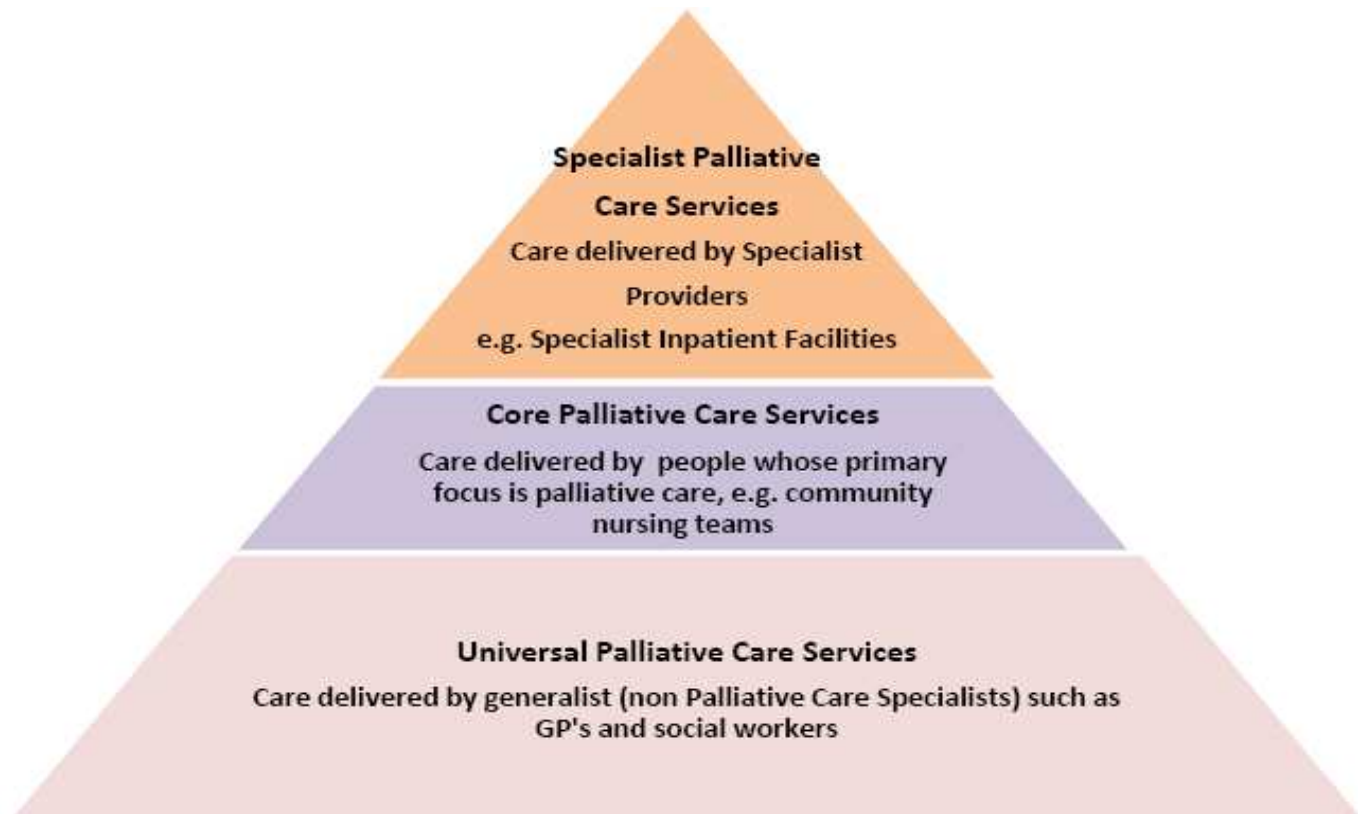 Specialist Palliative
Care Services
Care delivered by Specialist
Providers
e.g. Specialist Inpatient Facilities
Core Palliative Care Services
Care delivered by people whose primary
focus is palliative care, e.g. community
nursing teams
Universal Palliative Care Services
Care delivered by generalist (non Palliative Care Specialists) such as
GP's and social workers